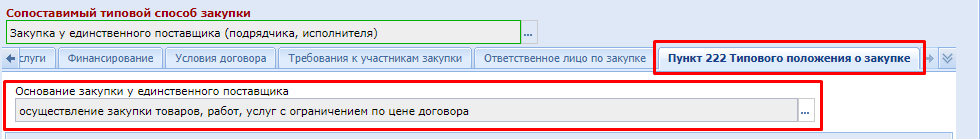 Сопоставимый типовой способ закупки
Закупка у единственного поставщика (подрядчика, исполнителя) ...
слуги Финансирование Условия договора Требования к участникам закупки Ответственное лицо по закупке Пункт 222 Типового положения о закупке
Основание закупки у единственного поставщика
осуществление закупки товаров, работ, услуг с ограничением по цене договора ...